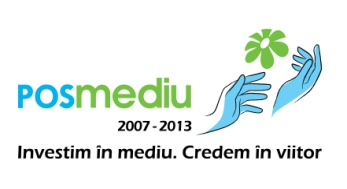 POSmediu
2007-2013
Investim în mediu. Credem în viitor